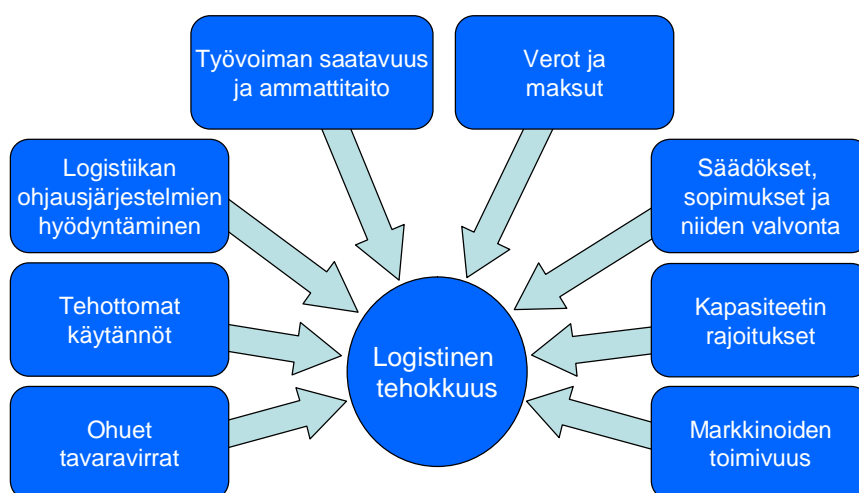 Työvoiman saatavuus
ja ammattitaito
Verot ja
maksut
Logistiikan
ohjausjärjestelmien
hyödyntäminen
Säädökset,
sopimukset ja
niiden valvonta
Tehottomat
käytännöt
Kapasiteetin
rajoitukset
Logistinen
tehokkuus
Ohuet
tavaravirrat
Markkinoiden
toimivuus